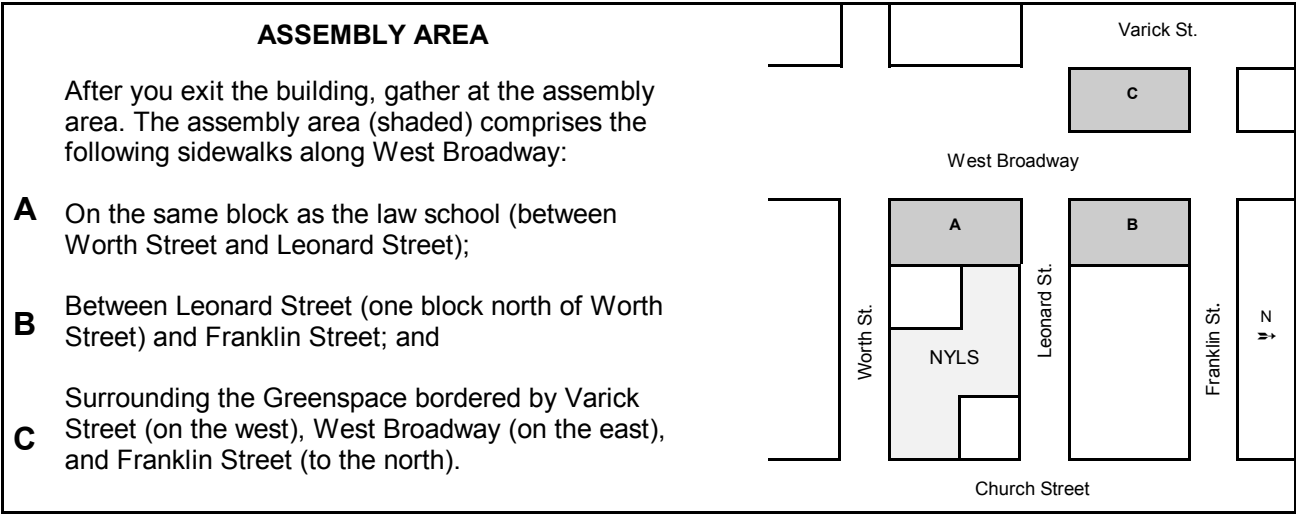 ASSEMBLY AREA
After you exit the building, gather at the assembly
area. The assembly area (shaded) comprises the
following sidewalks along West Broadway:
A
On the same block as the law school (between
Worth Street and Leonard Street);
B
Between Leonard Street (one block north of Worth
Street) and Franklin Street; and
C
Surrounding the Greenspace bordered by Varick
Street (on the west), West Broadway (on the east),
and Franklin Street (to the north).
Varick St.
C
West Broadway
A
B
Worth St.
NYLS
Leonard St.
Franklin St.
N
Church Street